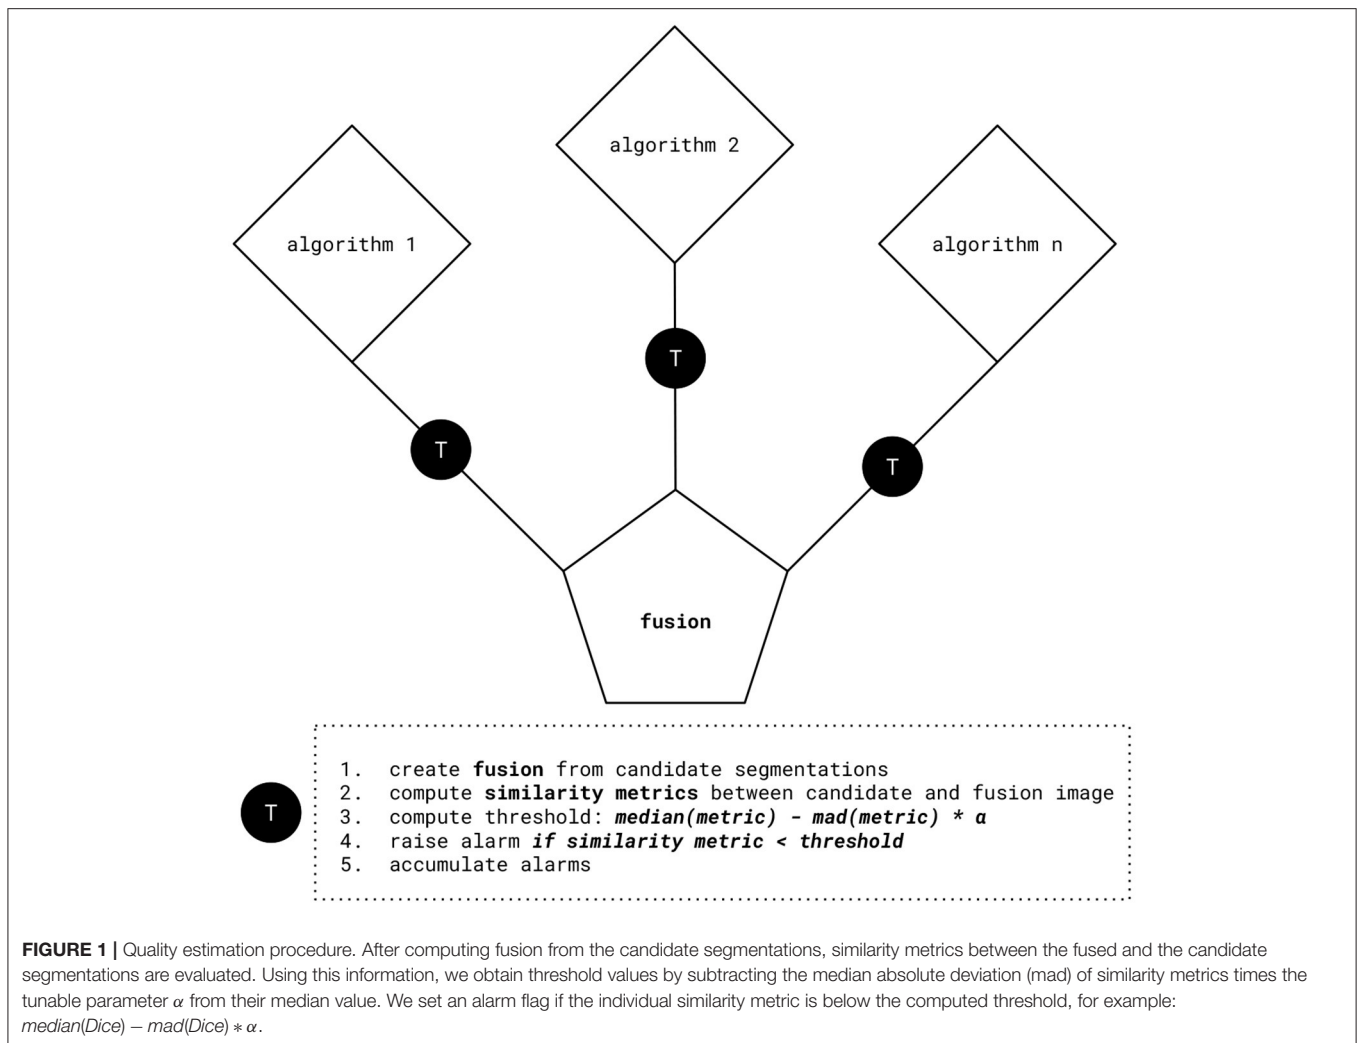 algorithm 2
algorithm 1
algorithm n
T
T
T
fusion
T
1. create fusion from candidate segmentations
2. compute similarity metrics between candidate and fusion image
3. compute threshold: median(metric) - mad(metric) * α
4. raise alarm if similarity metric < threshold
5. accumulate alarms
FIGURE 1 | Quality estimation procedure. After computing fusion from the candidate segmentations, similarity metrics between the fused and the candidate
segmentations are evaluated. Using this information, we obtain threshold values by subtracting the median absolute deviation (mad) of similarity metrics times the
tunable parameter α from their median value. We set an alarm flag if the individual similarity metric is below the computed threshold, for example:
median(Dice) − mad(Dice) ∗ α.